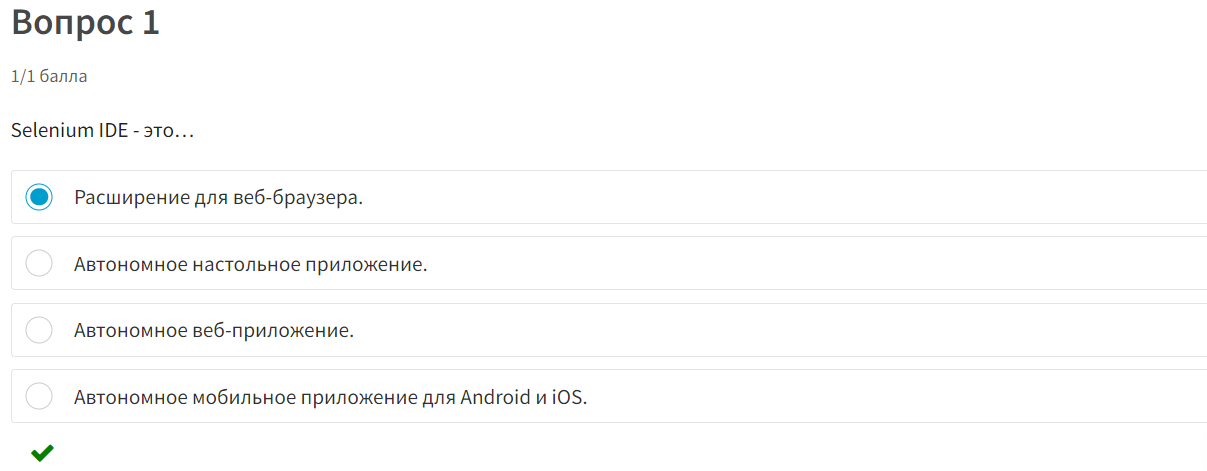 Вопрос 1
1/1 балла
Selenium IDE - это…
Расширение для веб-браузера.
Автономное настольное приложение.
Автономное веб-приложение.
Автономное мобильное приложение для Android и iOS.